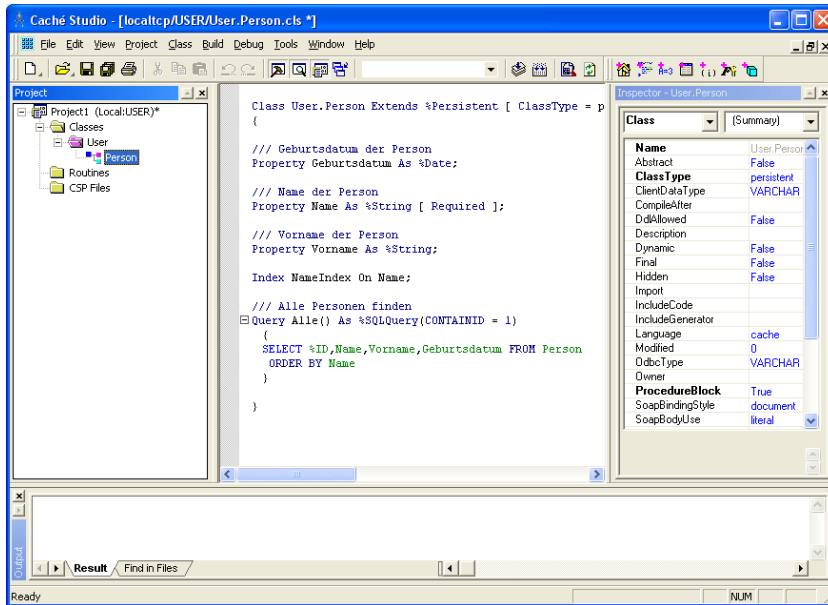 Caché Studio - [localtcp/USER/User.Person.cls *]
File Edit View Project Class Build Debug Tools Window Help
Project
Project1 (Local:USER)*
Classes
User
Person
Routines
CSP Files
Class User.Person Extends %Persistent [ ClassType = p
{
/// Geburtsdatum der Person
Property Geburtsdatum As %Date;
/// Name der Person
Property Name As %String [ Required ];
/// Vorname der Person
Property Vorname As %String;
Index NameIndex On Name;
/// Alle Personen finden
Query Alle() As %SQLQuery(CONTAINID = 1)
{
SELECT %ID,Name,Vorname,Geburtsdatum FROM Person
ORDER BY Name
}
}
Inspector - User.Person
Class (Summary)
Name User.Person
Abstract False
ClassType persistent
ClientDataType VARCHAR
CompileAfter
DdlAllowed False
Description
Dynamic False
Final False
Hidden False
Import
IncludeCode
IncludeGenerator
Language cache
Modified 0
OdbcType VARCHAR
Owner
ProcedureBlock True
SoapBindingStyle document
SoapBodyUse literal
Output
Result Find in Files
Ready NUM